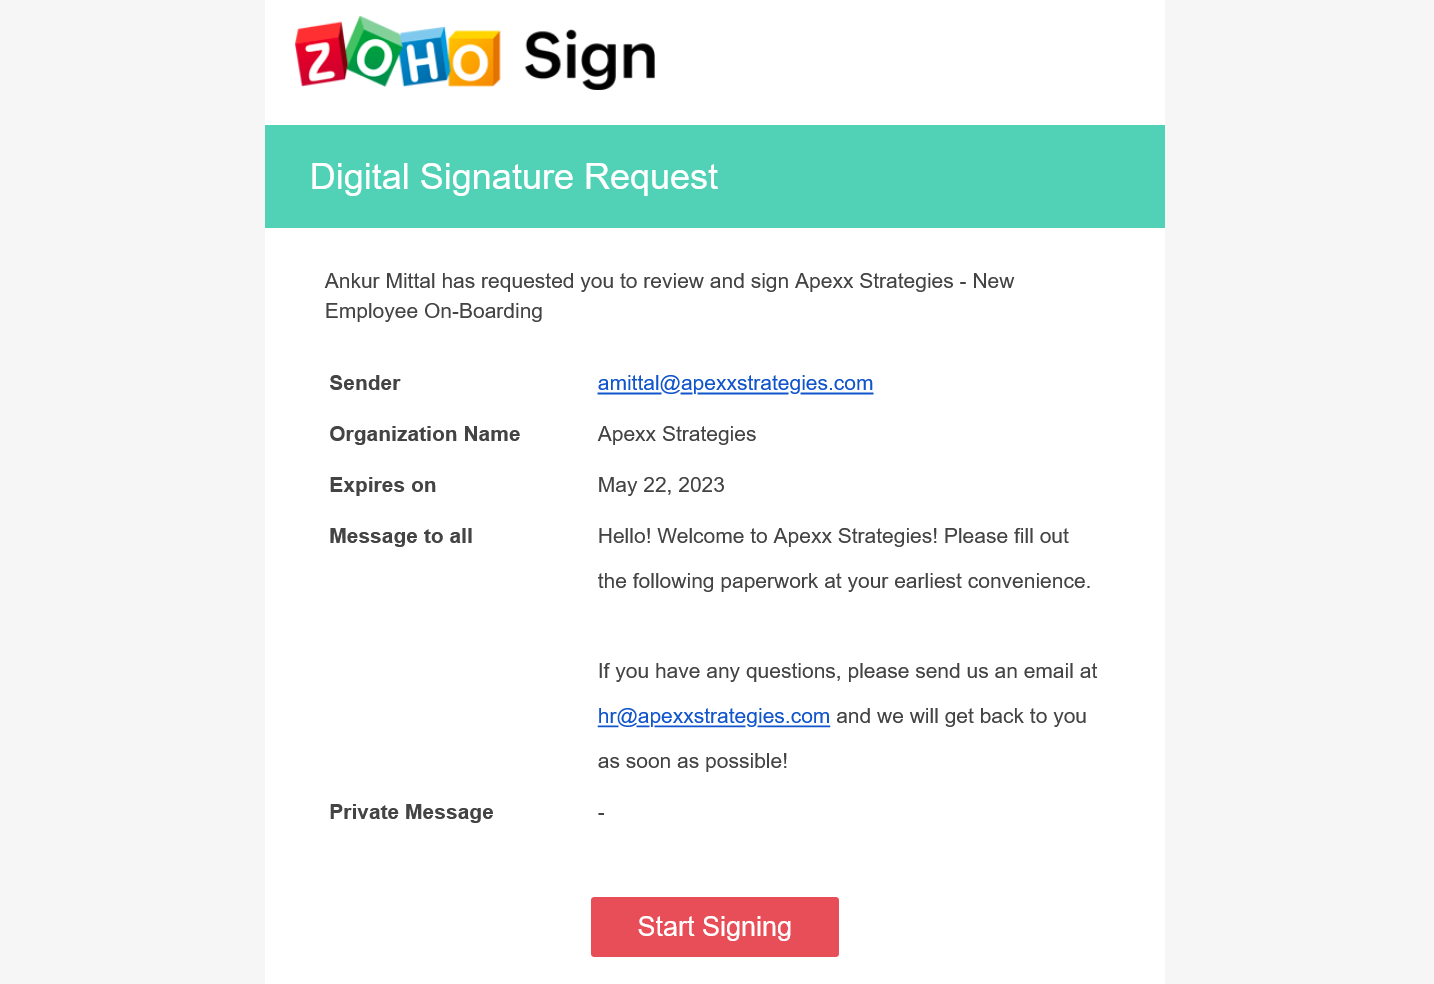 ZOHO Sign
Digital Signature Request
Ankur Mittal has requested you to review and sign Apexx Strategies - New
Employee On-Boarding
Sender amittal@apexxstrategies.com
Organization Name Apexx Strategies
Expires on May 22, 2023
Message to all Hello! Welcome to Apexx Strategies! Please fill out
the following paperwork at your earliest convenience.
If you have any questions, please send us an email at
hr@apexxstrategies.com and we will get back to you
as soon as possible!
Private Message -
Start Signing